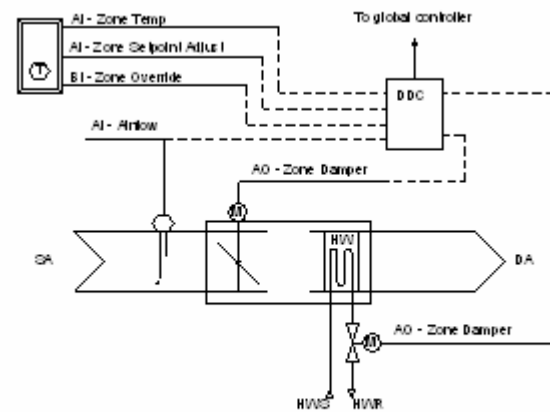 AI - Zone Temp
To global controller
AI - Zone Setpoint Adjust
BI - Zone Override
DDC
AI - Airflow
AO - Zone Damper
M
T
HW
SA
DA
M
AO - Zone Damper
HWS
HWR